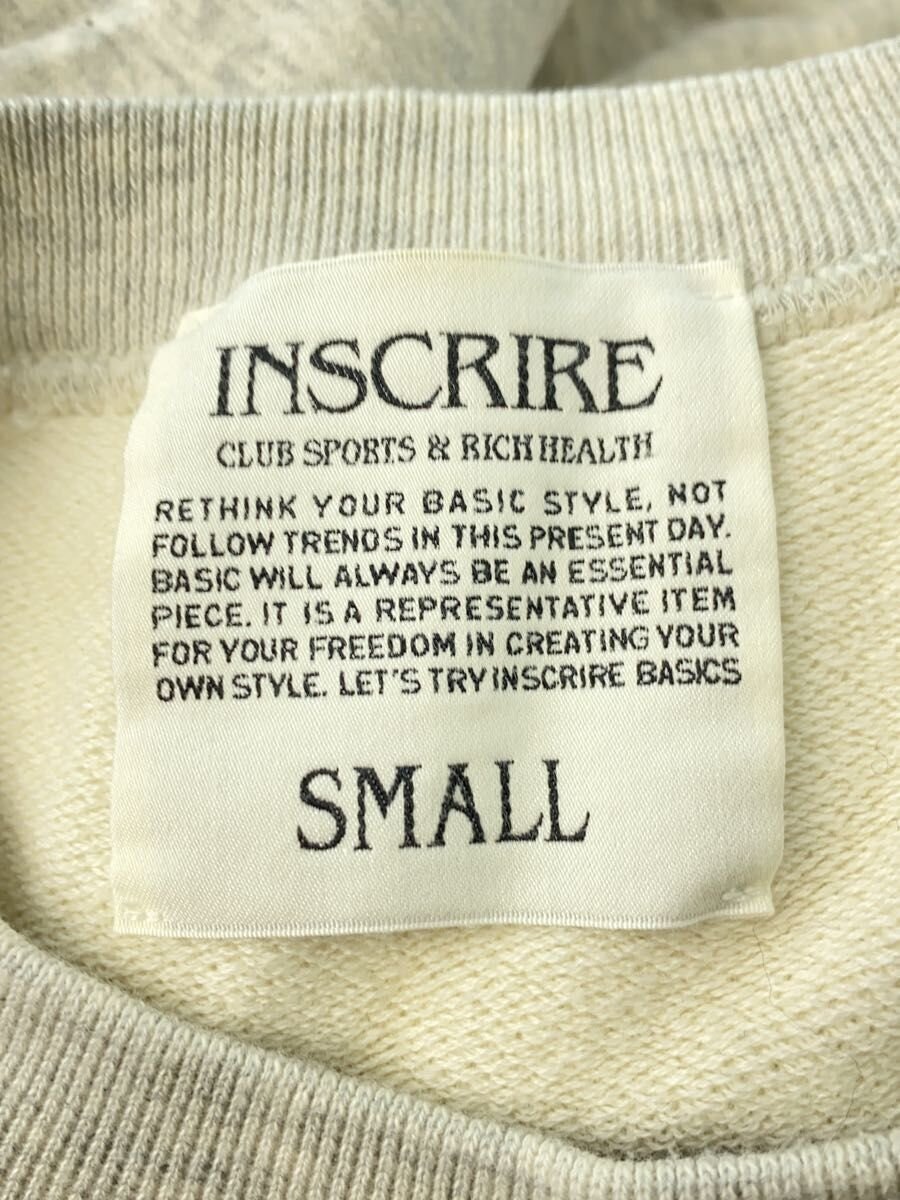 INSCRIRE
CLUB SPORTS & RICH HEALTH
RETHINK YOUR BASIC STYLE, NOT
FOLLOW TRENDS IN THIS PRESENT DAY.
BASIC WILL ALWAYS BE AN ESSENTIAL
PIECE. IT IS A REPRESENTATIVE ITEM
FOR YOUR FREEDOM IN CREATING YOUR
OWN STYLE. LET'S TRY INSCRIRE BASICS
SMALL